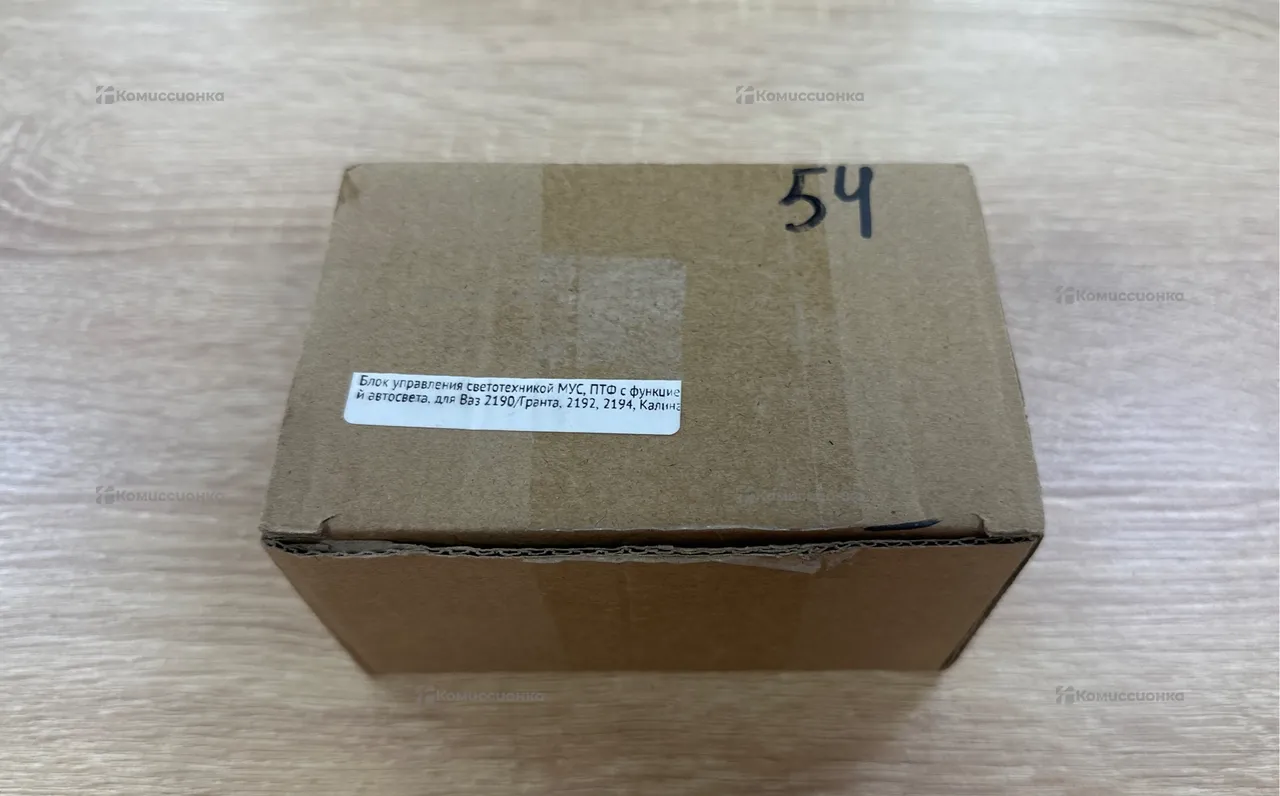 Комиссионка
Комиссионка
54
Комиссионка
Блок управления светотехникой МУС, ПТФ с функцие
й автосвета, для Ваз 2190/Гранта, 2192, 2194, Калина
Комиссионка
Комиссионка
Комиссионка
Комиссионка